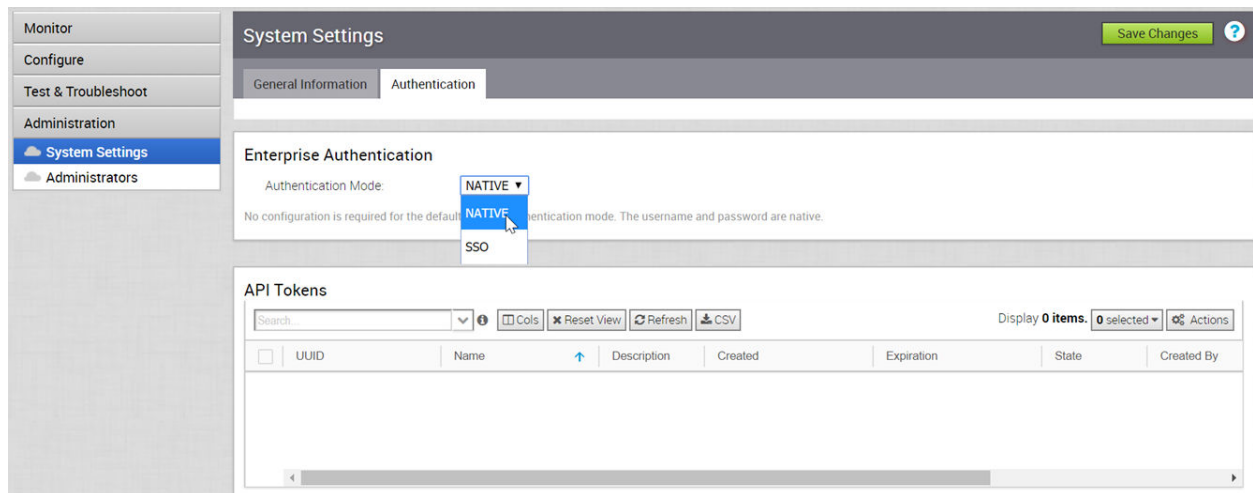 Monitor
Configure
Test & Troubleshoot
Administration
System Settings
Administrators
System Settings
Save Changes
?
General Information
Authentication
Enterprise Authentication
Authentication Mode:
NATIVE
NATIVE
SSO
No configuration is required for the default entication mode. The username and password are native.
API Tokens
Search...
Cols
Reset View
Refresh
CSV
Display 0 items.
0 selected
Actions
UUID
Name
Description
Created
Expiration
State
Created By